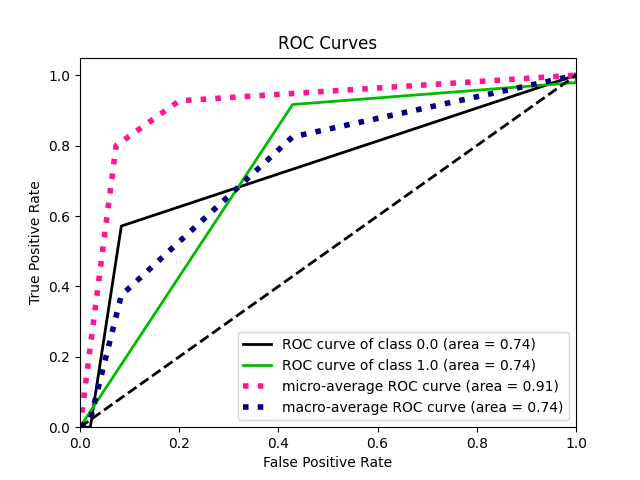 ROC Curves
True Positive Rate
1.0
0.8
0.6
0.4
0.2
0.0
ROC curve of class 0.0 (area = 0.74)
ROC curve of class 1.0 (area = 0.74)
micro-average ROC curve (area = 0.91)
macro-average ROC curve (area = 0.74)
0.0 0.2 0.4 0.6 0.8 1.0
False Positive Rate